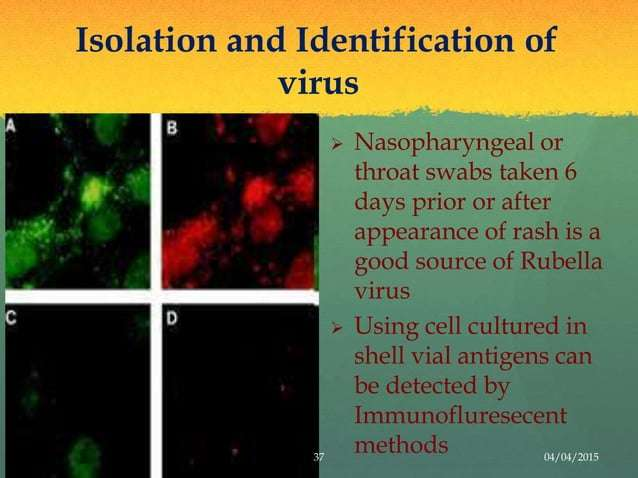 Isolation and Identification of
virus
A
B
C
D
➢ Nasopharyngeal or
throat swabs taken 6
days prior or after
appearance of rash is a
good source of Rubella
virus
➢ Using cell cultured in
shell vial antigens can
be detected by
Immunofluresecent
methods
37
04/04/2015